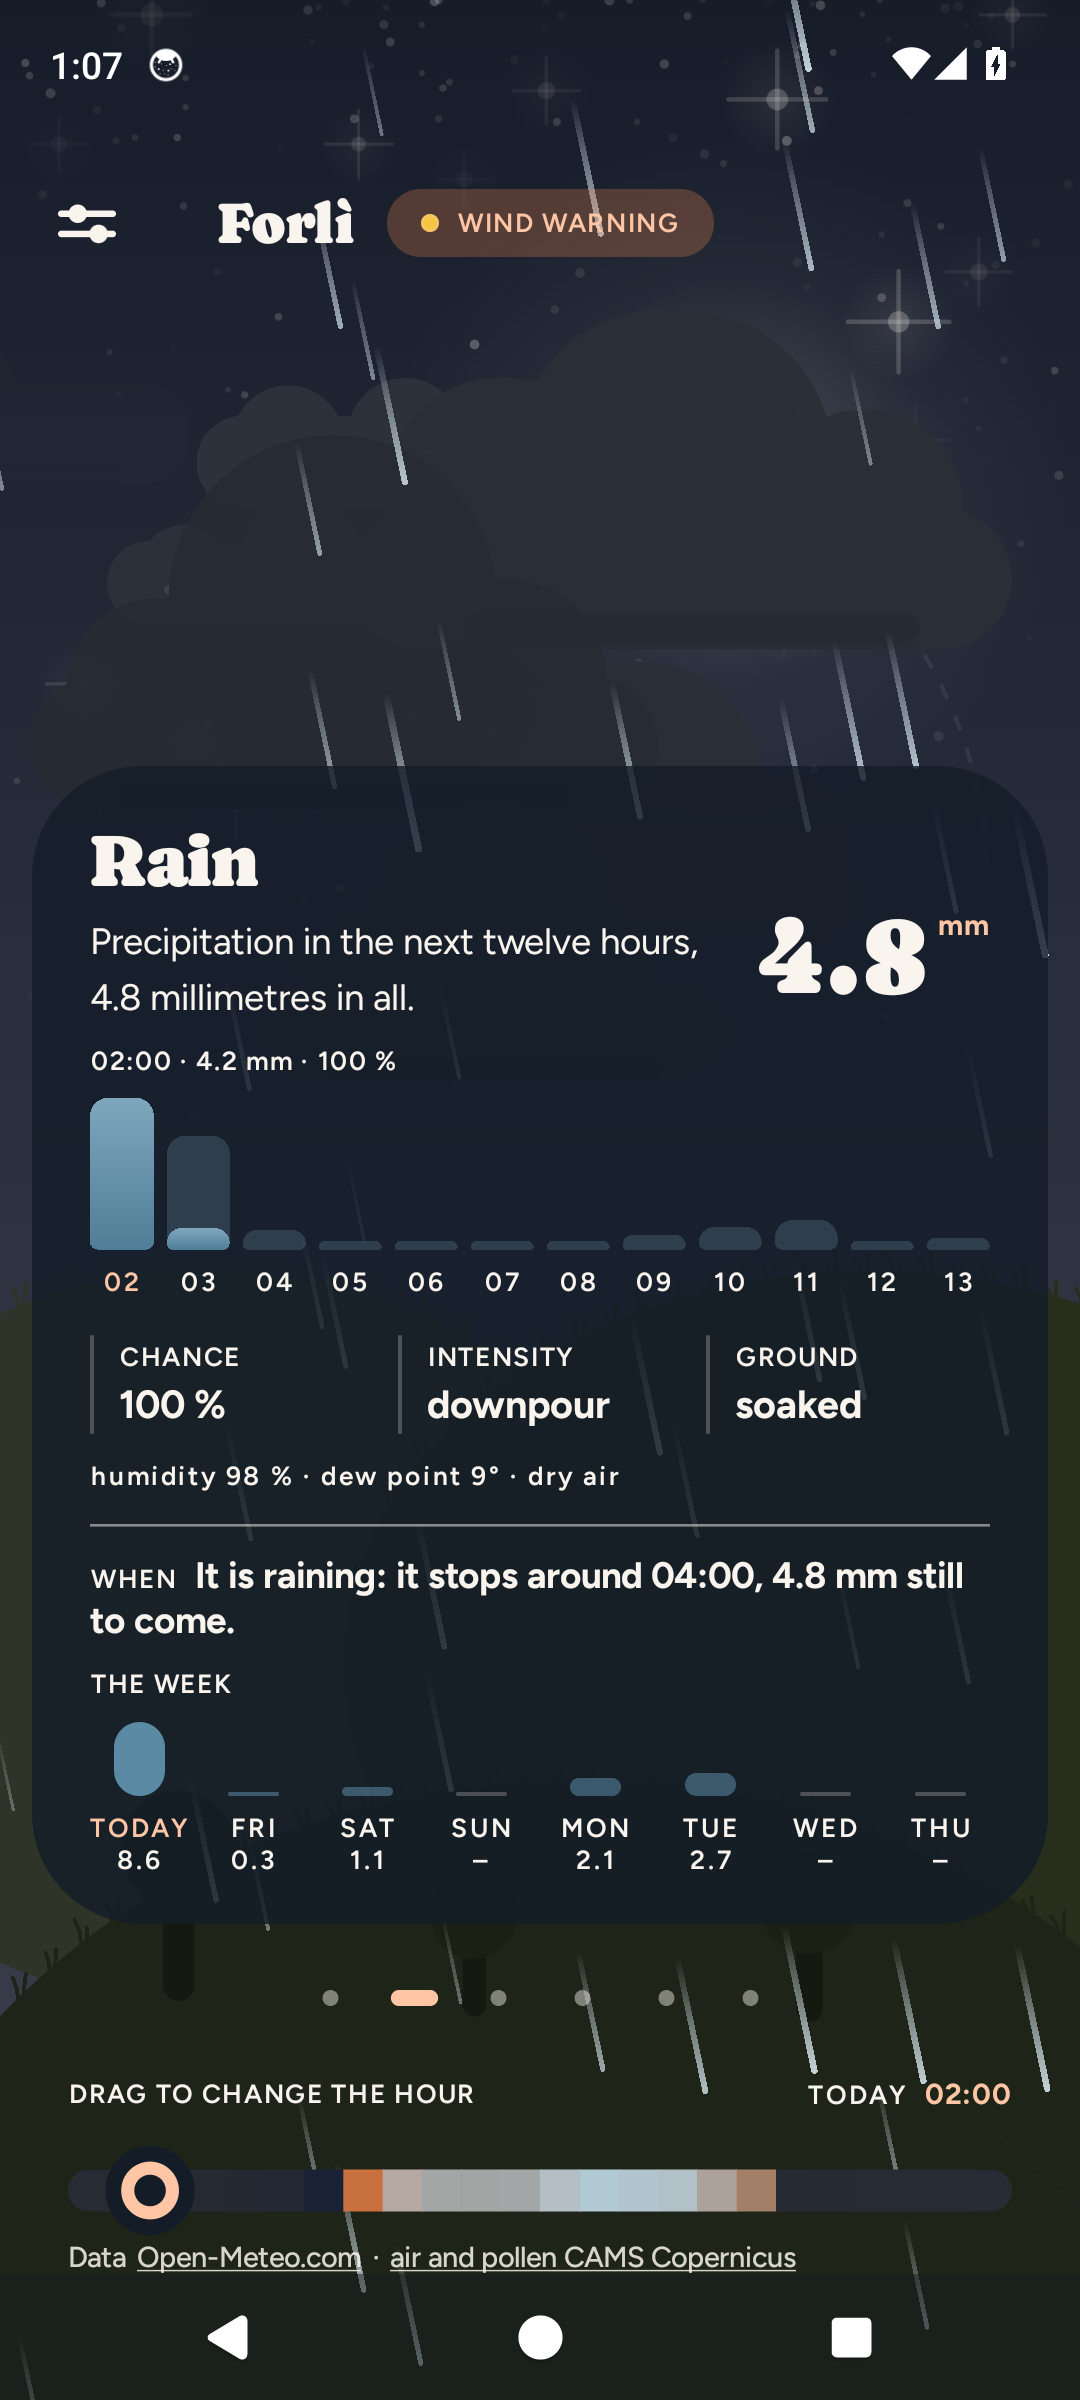 1:07
Forlì
WIND WARNING
Rain
Precipitation in the next twelve hours,
4.8 millimetres in all.
4.8 mm
02:00 · 4.2 mm · 100 %
02 03 04 05 06 07 08 09 10 11 12 13
CHANCE INTENSITY GROUND
100 % downpour soaked
humidity 98 % · dew point 9° · dry air
WHEN It is raining: it stops around 04:00, 4.8 mm still
to come.
THE WEEK
TODAY FRI SAT SUN MON TUE WED THU
8.6 0.3 1.1 – 2.1 2.7 – –
DRAG TO CHANGE THE HOUR TODAY 02:00
Data Open-Meteo.com · air and pollen CAMS Copernicus